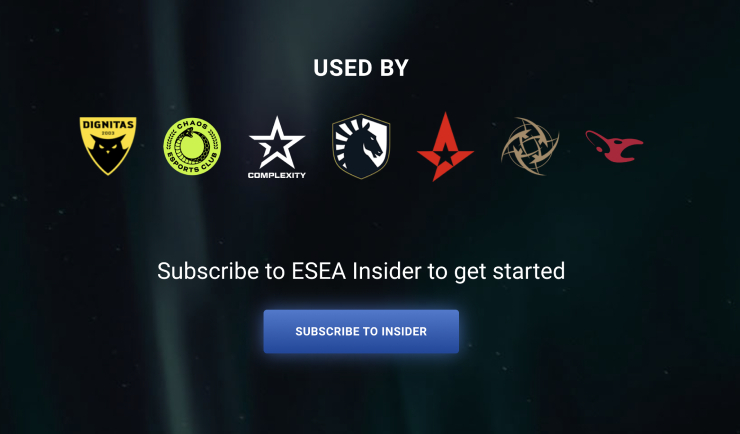 USED BY
DIGNITAS
2003
CHAOS
ESPORTS CLUB
COMPLEXITY
Subscribe to ESEA Insider to get started
SUBSCRIBE TO INSIDER